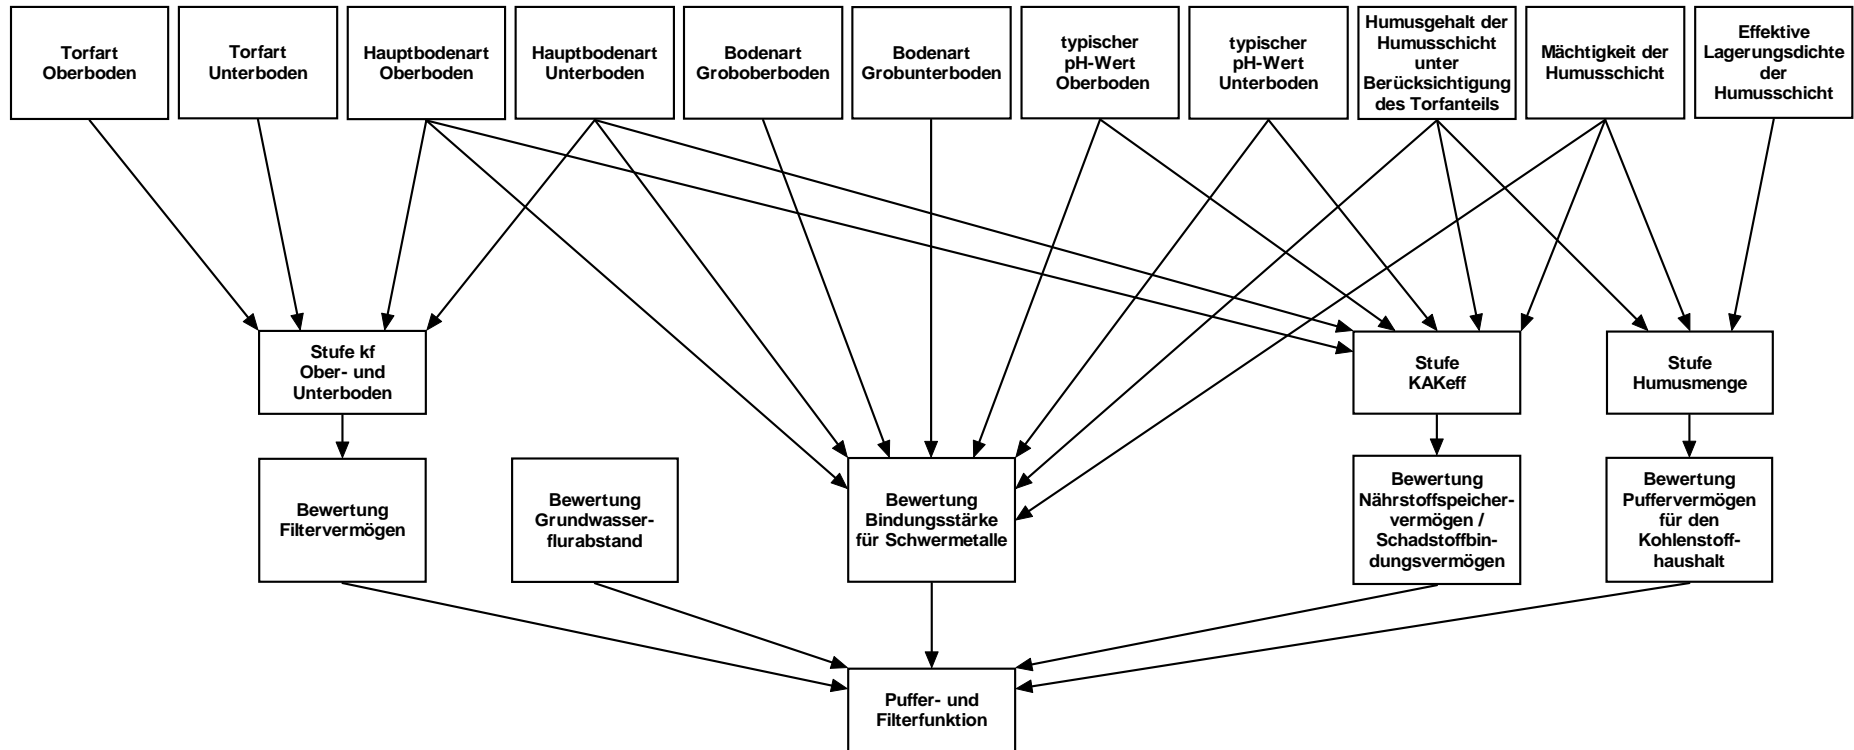 Torfart
Oberboden
Torfart
Unterboden
Hauptbodenart
Oberboden
Hauptbodenart
Unterboden
Bodenart
Groboberboden
Bodenart
Grobunterboden
typischer
pH-Wert
Oberboden
typischer
pH-Wert
Unterboden
Humusgehalt der
Humusschicht
unter
Berücksichtigung
des Torfanteils
Mächtigkeit der
Humusschicht
Effektive
Lagerungsdichte
der
Humusschicht
Stufe kf
Ober- und
Unterboden
Stufe
KAKeff
Stufe
Humusmenge
Bewertung
Filtervermögen
Bewertung
Grundwasser-
flurabstand
Bewertung
Bindungsstärke
für Schwermetalle
Bewertung
Nährstoffspeicher-
vermögen /
Schadstoffbin-
dungsvermögen
Bewertung
Puffervermögen
für den
Kohlenstoff-
haushalt
Puffer- und
Filterfunktion